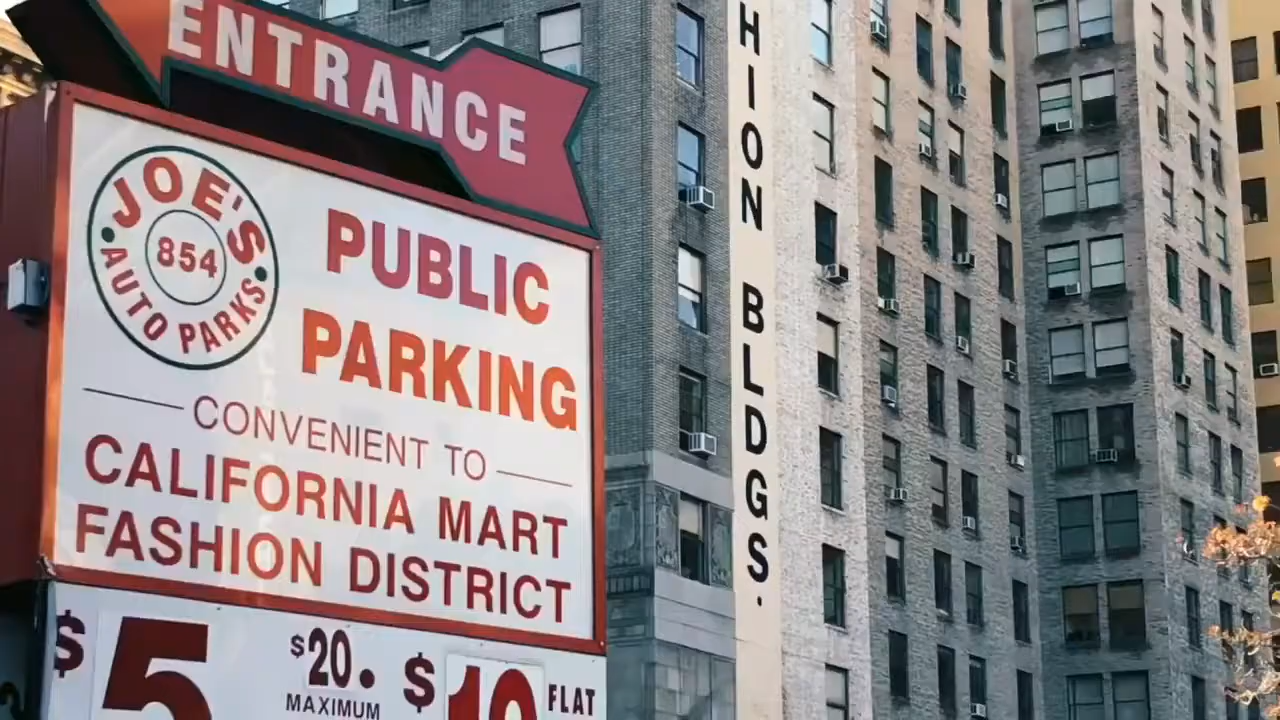 ENTRANCE
JOE'S
854
AUTO PARKS
PUBLIC
PARKING
CONVENIENT TO
CALIFORNIA MART
FASHION DISTRICT
$5
$20.
MAXIMUM
$10
FLAT
HION BLDGS.